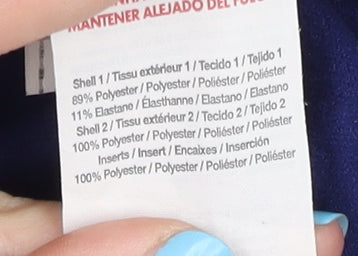 MANTENER ALEJADO DEL
Shell 1 / Tissu extérieur 1 / Tecido 1 / Tejido 1
89% Polyester / Polyester / Poliéster / Poliéster
11% Elastane / Élasthanne / Elastano / Elastano
Shell 2 / Tissu extérieur 2 / Tecido 2 / Tejido 2
100% Polyester / Polyester / Poliéster / Poliéster
Inserts / Insert / Encaixes / Inserción
100% Polyester / Polyester / Poliéster / Poliéster